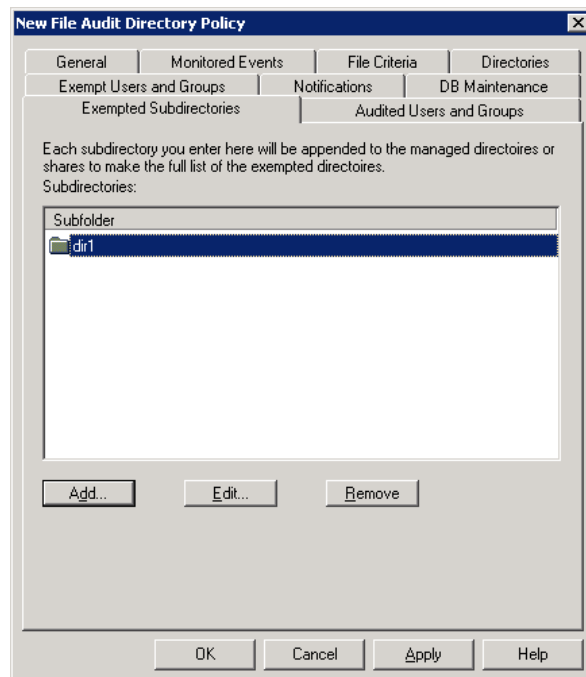 New File Audit Directory Policy
General Monitored Events File Criteria Directories
Exempt Users and Groups Notifications DB Maintenance
Exempted Subdirectories Audited Users and Groups
Each subdirectory you enter here will be appended to the managed directoires or
shares to make the full list of the exempted directoires.
Subdirectories:
Subfolder
dir1
Add... Edit... Remove
OK Cancel Apply Help